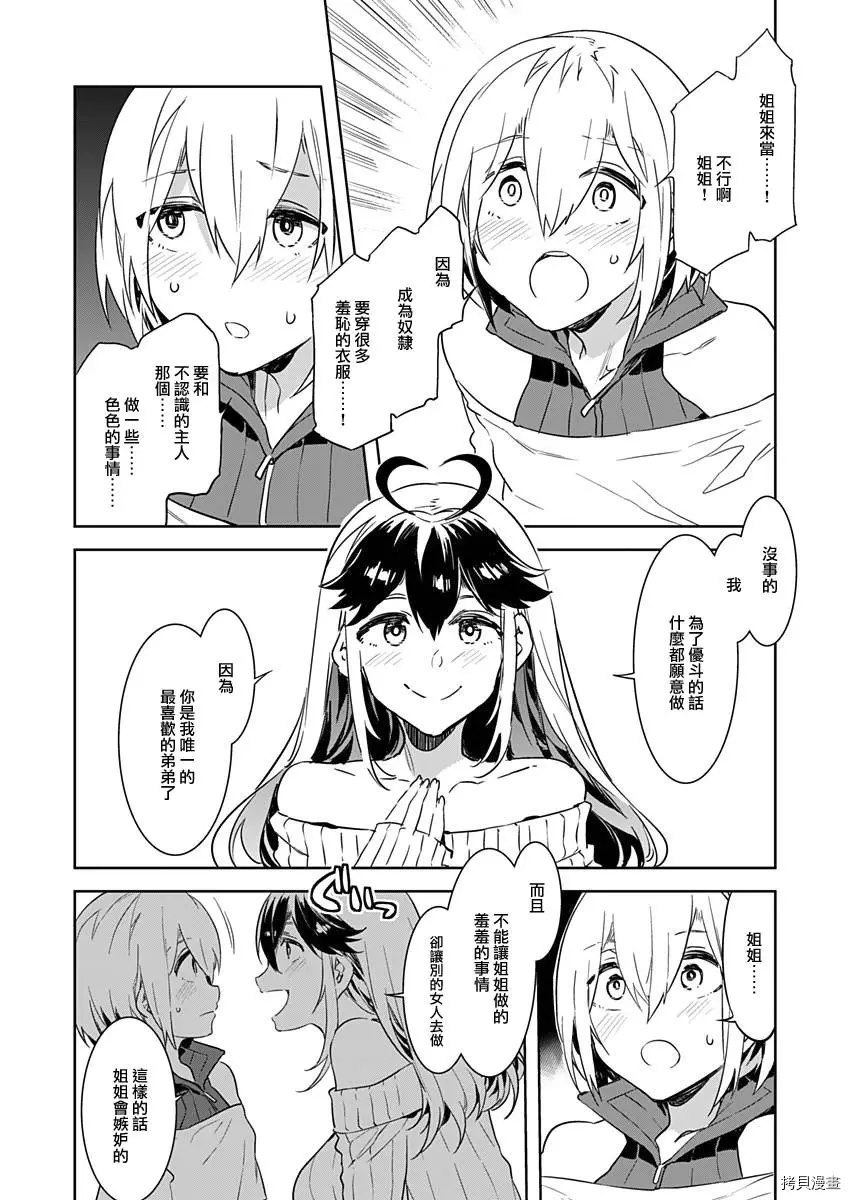 姐姐來當……！
不行啊
姐姐！
因為
成為奴隸
要穿很多
羞恥的衣服……！
要和
不認識的主人
那個……
做一些……
色色的事情……
沒事的
我
為了優斗的話
什麼都願意做
因為
你是我唯一的
最喜歡的弟弟了
姐姐……
而且
不能讓姐姐做的
羞羞的事情
卻讓別的女人去做
ぐいっ
這樣的話
姐姐會嫉妒的
拷贝漫畫